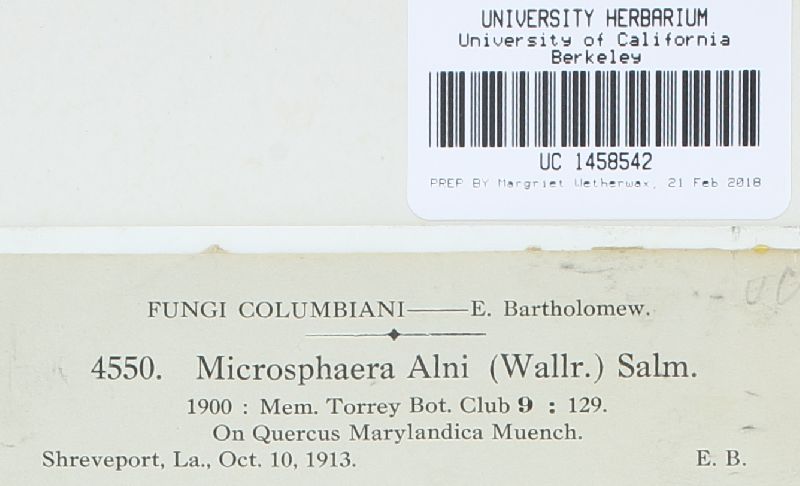 UNIVERSITY HERBARIUM
University of California
Berkeley
UC 1458542
PREP BY Margriet Wetherwax, 21 Feb 2018
UC
FUNGI COLUMBIANI——E. Bartholomew.
4550. Microsphaera Alni (Wallr.) Salm.
1900 : Mem. Torrey Bot. Club 9 : 129.
On Quercus Marylandica Muench.
Shreveport, La., Oct. 10, 1913. E. B.